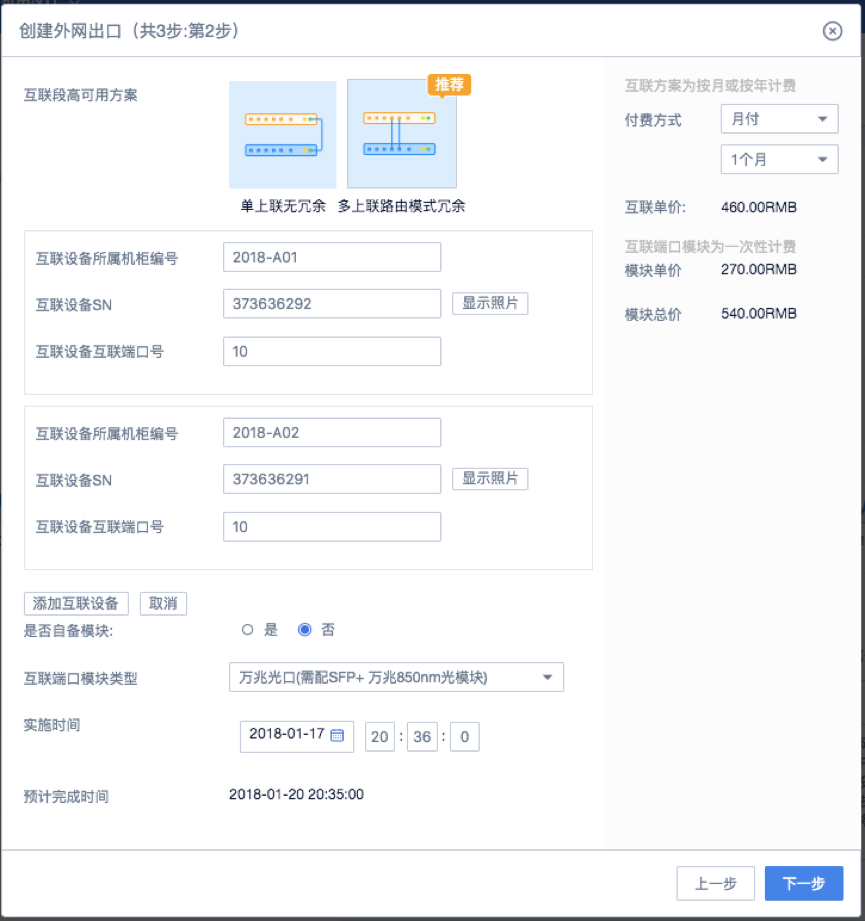 创建外网出口（共3步:第2步）
互联段高可用方案
推荐
单上联无冗余
多上联路由模式冗余
互联设备所属机柜编号 2018-A01
互联设备SN 373636292 显示照片
互联设备互联端口号 10
互联设备所属机柜编号 2018-A02
互联设备SN 373636291 显示照片
互联设备互联端口号 10
添加互联设备 取消
是否自备模块: 是 否
互联端口模块类型 万兆光口(需配SFP+ 万兆850nm光模块)
实施时间 2018-01-17 20 : 36 : 0
预计完成时间 2018-01-20 20:35:00
互联方案为按月或按年计费
付费方式 月付
1个月
互联单价: 460.00RMB
互联端口模块为一次性计费
模块单价 270.00RMB
模块总价 540.00RMB
上一步 下一步